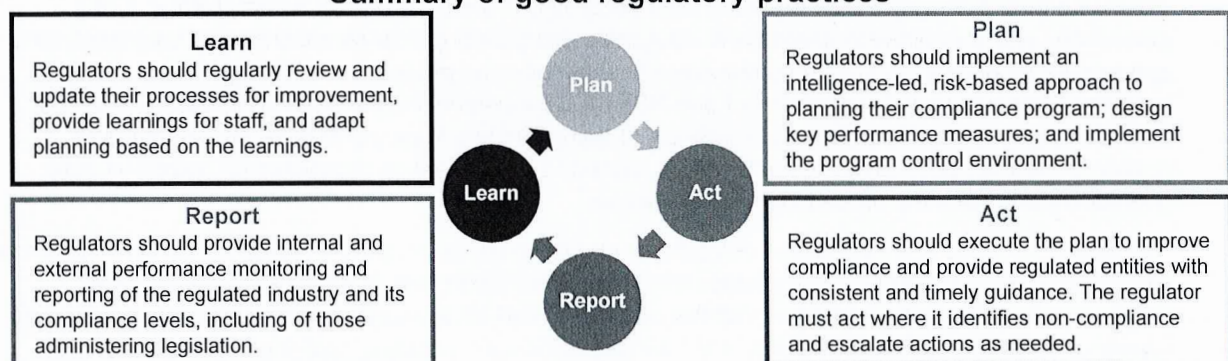 Summary of good regulatory practices
Learn
Regulators should regularly review and
update their processes for improvement,
provide learnings for staff, and adapt
planning based on the learnings.
Plan
Regulators should implement an
intelligence-led, risk-based approach to
planning their compliance program; design
key performance measures; and implement
the program control environment.
Plan
Learn
Act
Report
Report
Regulators should provide internal and
external performance monitoring and
reporting of the regulated industry and its
compliance levels, including of those
administering legislation.
Act
Regulators should execute the plan to improve
compliance and provide regulated entities with
consistent and timely guidance. The regulator
must act where it identifies non-compliance
and escalate actions as needed.